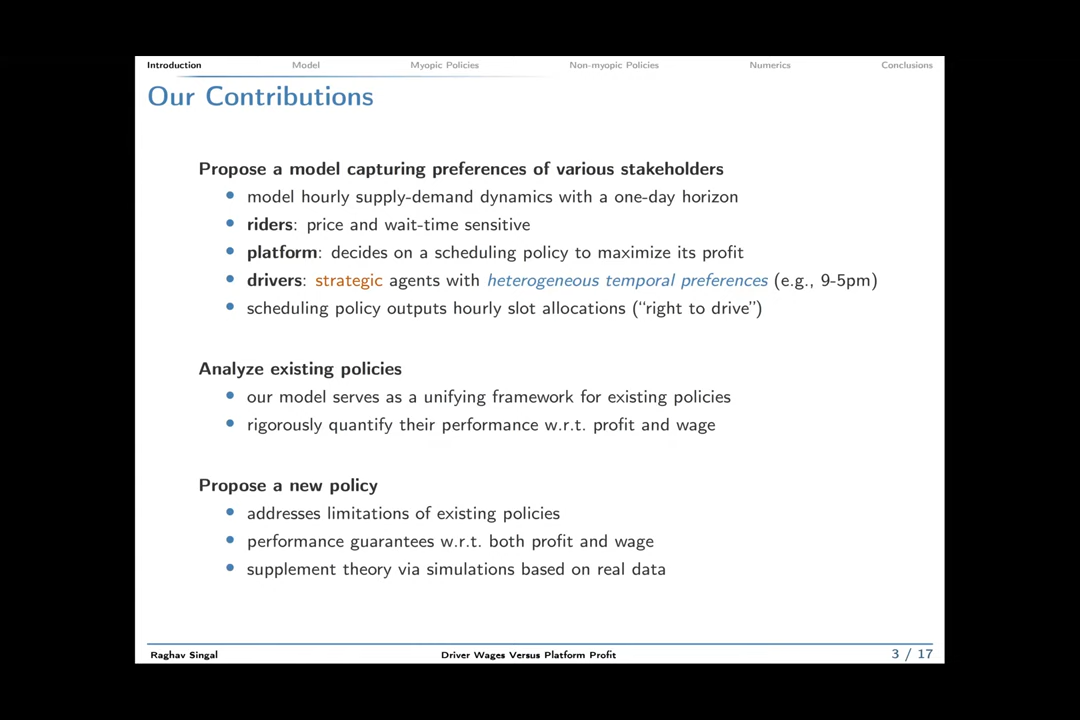 Introduction Model Myopic Policies Non-myopic Policies Numerics Conclusions
Our Contributions
Propose a model capturing preferences of various stakeholders
• model hourly supply-demand dynamics with a one-day horizon
• riders: price and wait-time sensitive
• platform: decides on a scheduling policy to maximize its profit
• drivers: strategic agents with heterogeneous temporal preferences (e.g., 9-5pm)
• scheduling policy outputs hourly slot allocations (“right to drive”)
Analyze existing policies
• our model serves as a unifying framework for existing policies
• rigorously quantify their performance w.r.t. profit and wage
Propose a new policy
• addresses limitations of existing policies
• performance guarantees w.r.t. both profit and wage
• supplement theory via simulations based on real data
Raghav Singal Driver Wages Versus Platform Profit 3 / 17